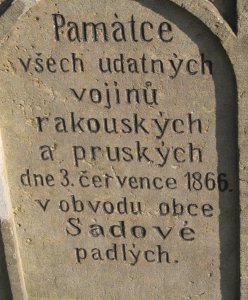 Památce
všech udatných
vojínů
rakouských
a pruských
dne 3. července 1866.
v obvodu obce
Sadové
padlých.